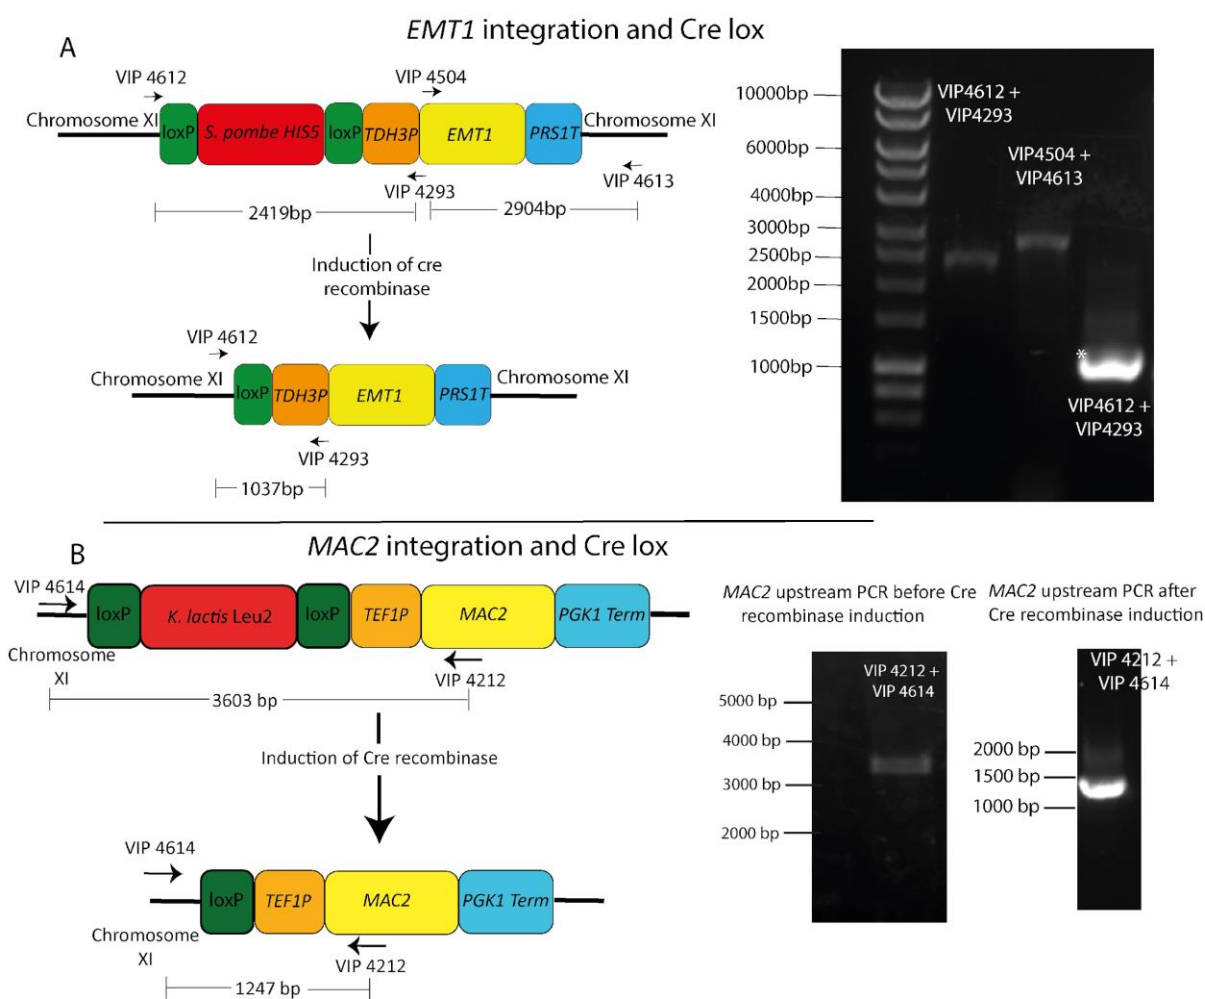 EMT1 integration and Cre lox
A
VIP 4612
VIP 4504
Chromosome XI
loxP
S. pombe HIS5
loxP
TDH3P
EMT1
PRS1T
Chromosome XI
VIP 4293
VIP 4613
2419bp
2904bp
Induction of cre
recombinase
VIP 4612
Chromosome XI
loxP
TDH3P
EMT1
PRS1T
Chromosome XI
VIP 4293
1037bp
10000bp
6000bp
4000bp
3000bp
2500bp
2000bp
1500bp
1000bp
VIP4612 +
VIP4293
VIP4504 +
VIP4613
*
VIP4612 +
VIP4293
B
MAC2 integration and Cre lox
VIP 4614
loxP
K. lactis Leu2
loxP
TEF1P
MAC2
PGK1 Term
Chromosome
XI
VIP 4212
3603 bp
Induction of Cre recombinase
VIP 4614
loxP
TEF1P
MAC2
PGK1 Term
Chromosome
XI
VIP 4212
1247 bp
MAC2 upstream PCR before Cre
recombinase induction
VIP 4212 +
VIP 4614
5000 bp
4000 bp
3000 bp
2000 bp
MAC2 upstream PCR after
Cre recombinase induction
VIP 4212 +
VIP 4614
2000 bp
1500 bp
1000 bp